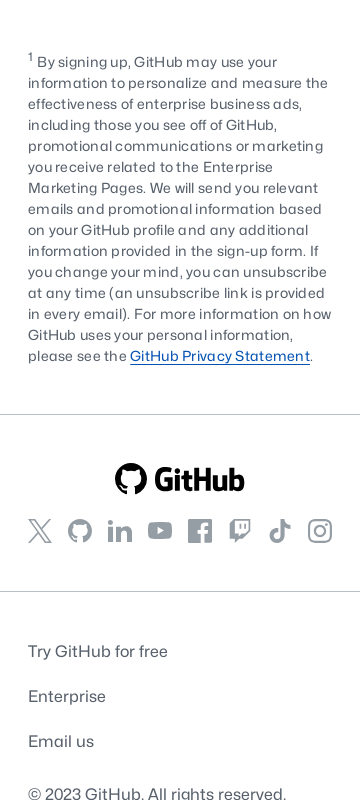 1 By signing up, GitHub may use your
information to personalize and measure the
effectiveness of enterprise business ads,
including those you see off of GitHub,
promotional communications or marketing
you receive related to the Enterprise
Marketing Pages. We will send you relevant
emails and promotional information based
on your GitHub profile and any additional
information provided in the sign-up form. If
you change your mind, you can unsubscribe
at any time (an unsubscribe link is provided
in every email). For more information on how
GitHub uses your personal information,
please see the GitHub Privacy Statement.
GitHub
Try GitHub for free
Enterprise
Email us
© 2023 GitHub. All rights reserved.